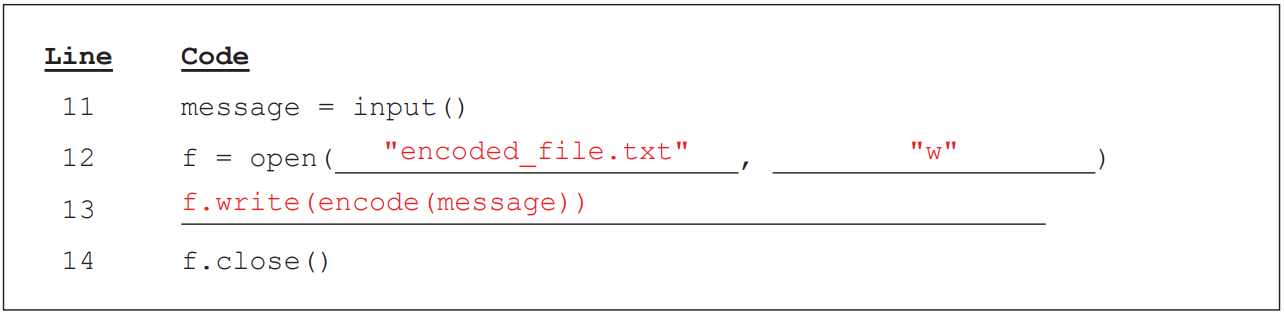 Line Code
11 message = input()
12 f = open("encoded_file.txt", "w")
13 f.write(encode(message))
14 f.close()